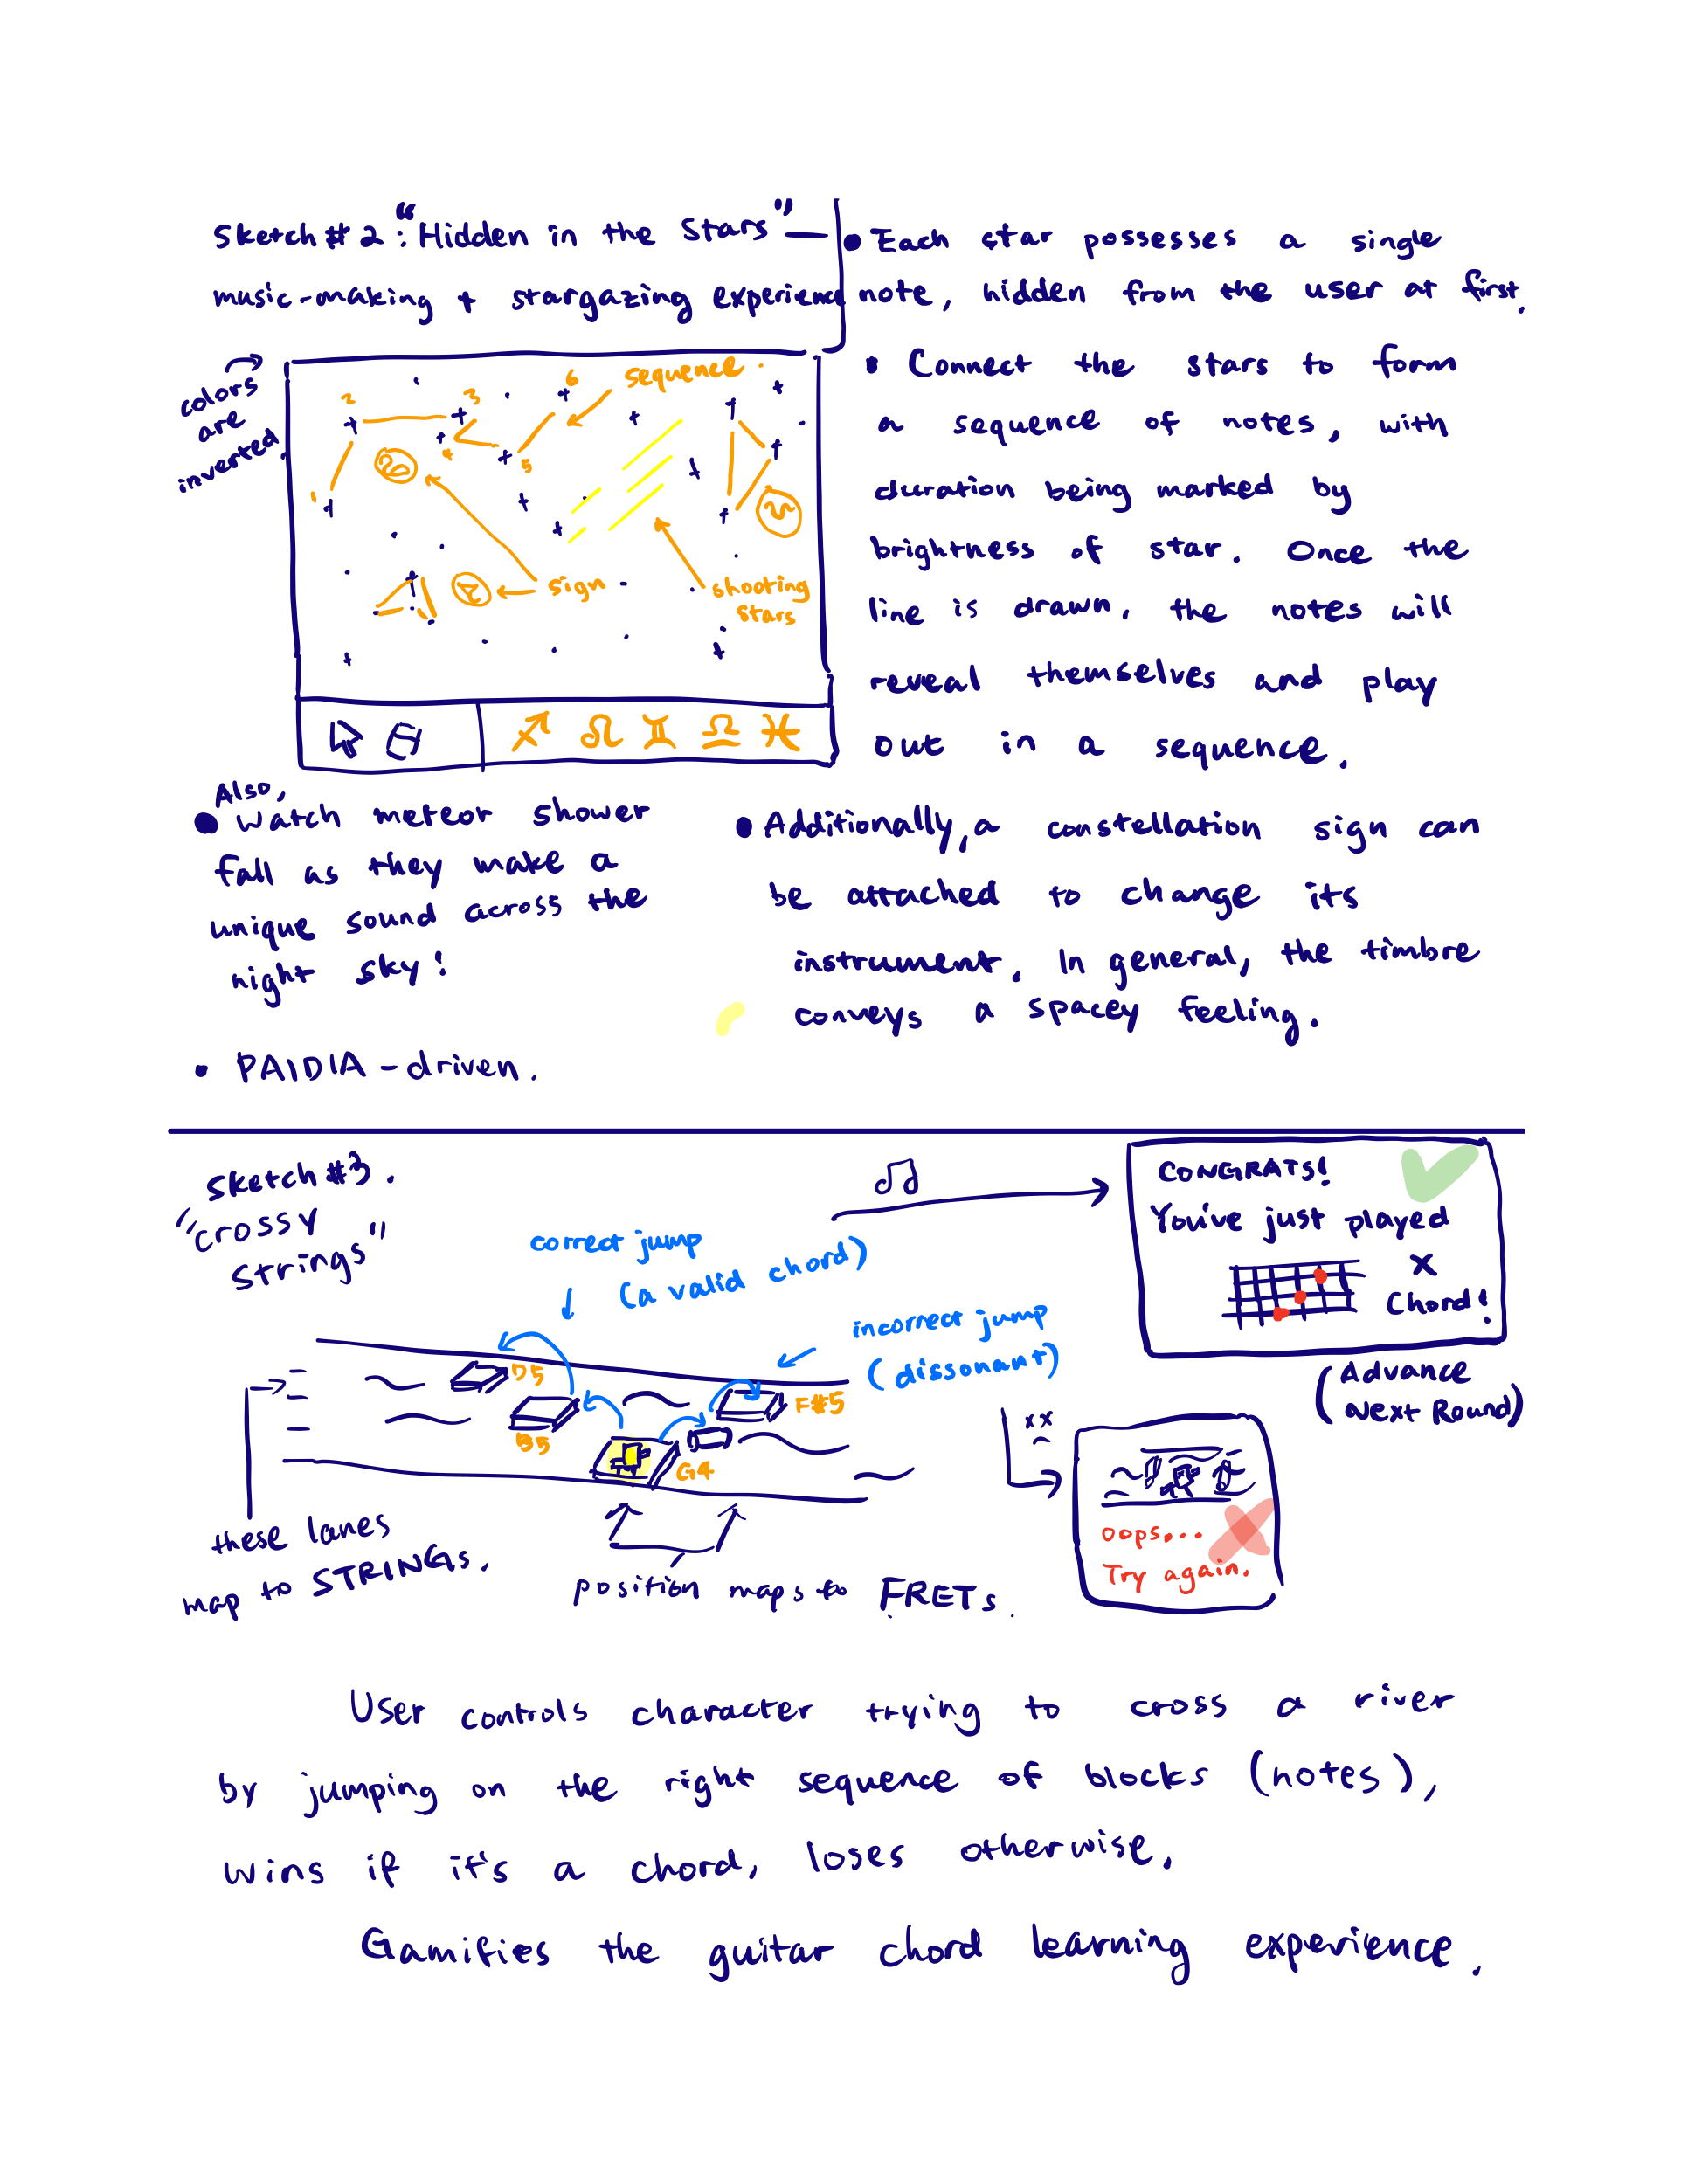 Sketch #2: "Hidden in the Stars" —
music-making + stargazing experience
colors
are
inverted.
1
2
3
4
5
6
sequence
sign
shooting
stars
• Each star possesses a single
note, hidden from the user at first.
• Connect the stars to form
a sequence of notes, with
duration being marked by
brightness of star. Once the
line is drawn, the notes will
reveal themselves and play
out in a sequence.
♐ ♌ ♊ ♎ ♓
Also,
• Watch meteor shower
fall as they make a
unique sound across the
night sky!
• PAIDIA-driven.
• Additionally, a constellation sign can
be attached to change its
instrument. In general, the timbre
conveys a spacey feeling.
Sketch #3.
"Crossy
Strings"
correct jump
(a valid chord)
incorrect jump
(dissonant)
D5
B5
G4
F#5
these lanes
map to STRINGs.
position maps to FRETs.
CONGRATS!
You've just played
X
Chord!
(Advance
Next Round)
xx
oops...
Try again.
User controls character trying to cross a river
by jumping on the right sequence of blocks (notes),
wins if it's a chord, loses otherwise.
Gamifies the guitar chord learning experience.